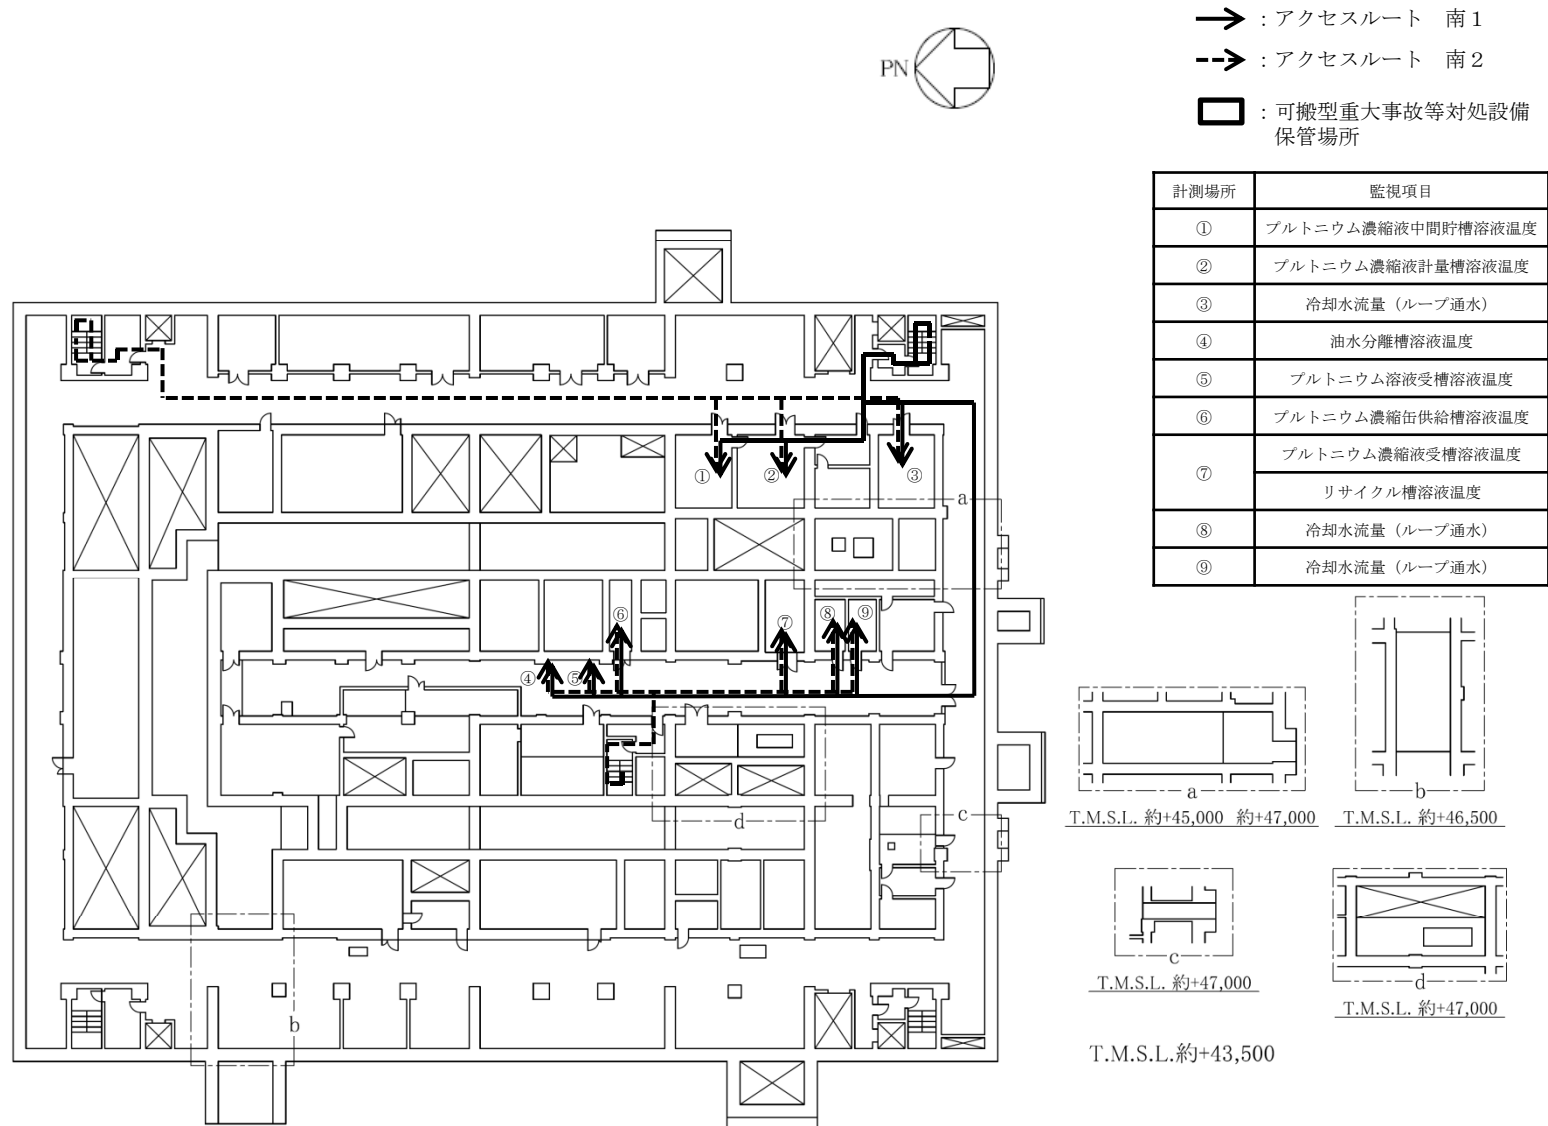 PN
：アクセスルート　南１
：アクセスルート　南２
：可搬型重大事故等対処設備
保管場所
計測場所 監視項目
① プルトニウム濃縮液中間貯槽溶液温度
② プルトニウム濃縮液計量槽溶液温度
③ 冷却水流量（ループ通水）
④ 油水分離槽溶液温度
⑤ プルトニウム溶液受槽溶液温度
⑥ プルトニウム濃縮缶供給槽溶液温度
⑦ プルトニウム濃縮液受槽溶液温度
リサイクル槽溶液温度
⑧ 冷却水流量（ループ通水）
⑨ 冷却水流量（ループ通水）
① ② ③
a
⑥ ⑦ ⑧ ⑨
④ ⑤
d
c
b
a
T.M.S.L. 約+45,000 約+47,000
b
T.M.S.L. 約+46,500
c
T.M.S.L. 約+47,000
d
T.M.S.L. 約+47,000
T.M.S.L.約+43,500